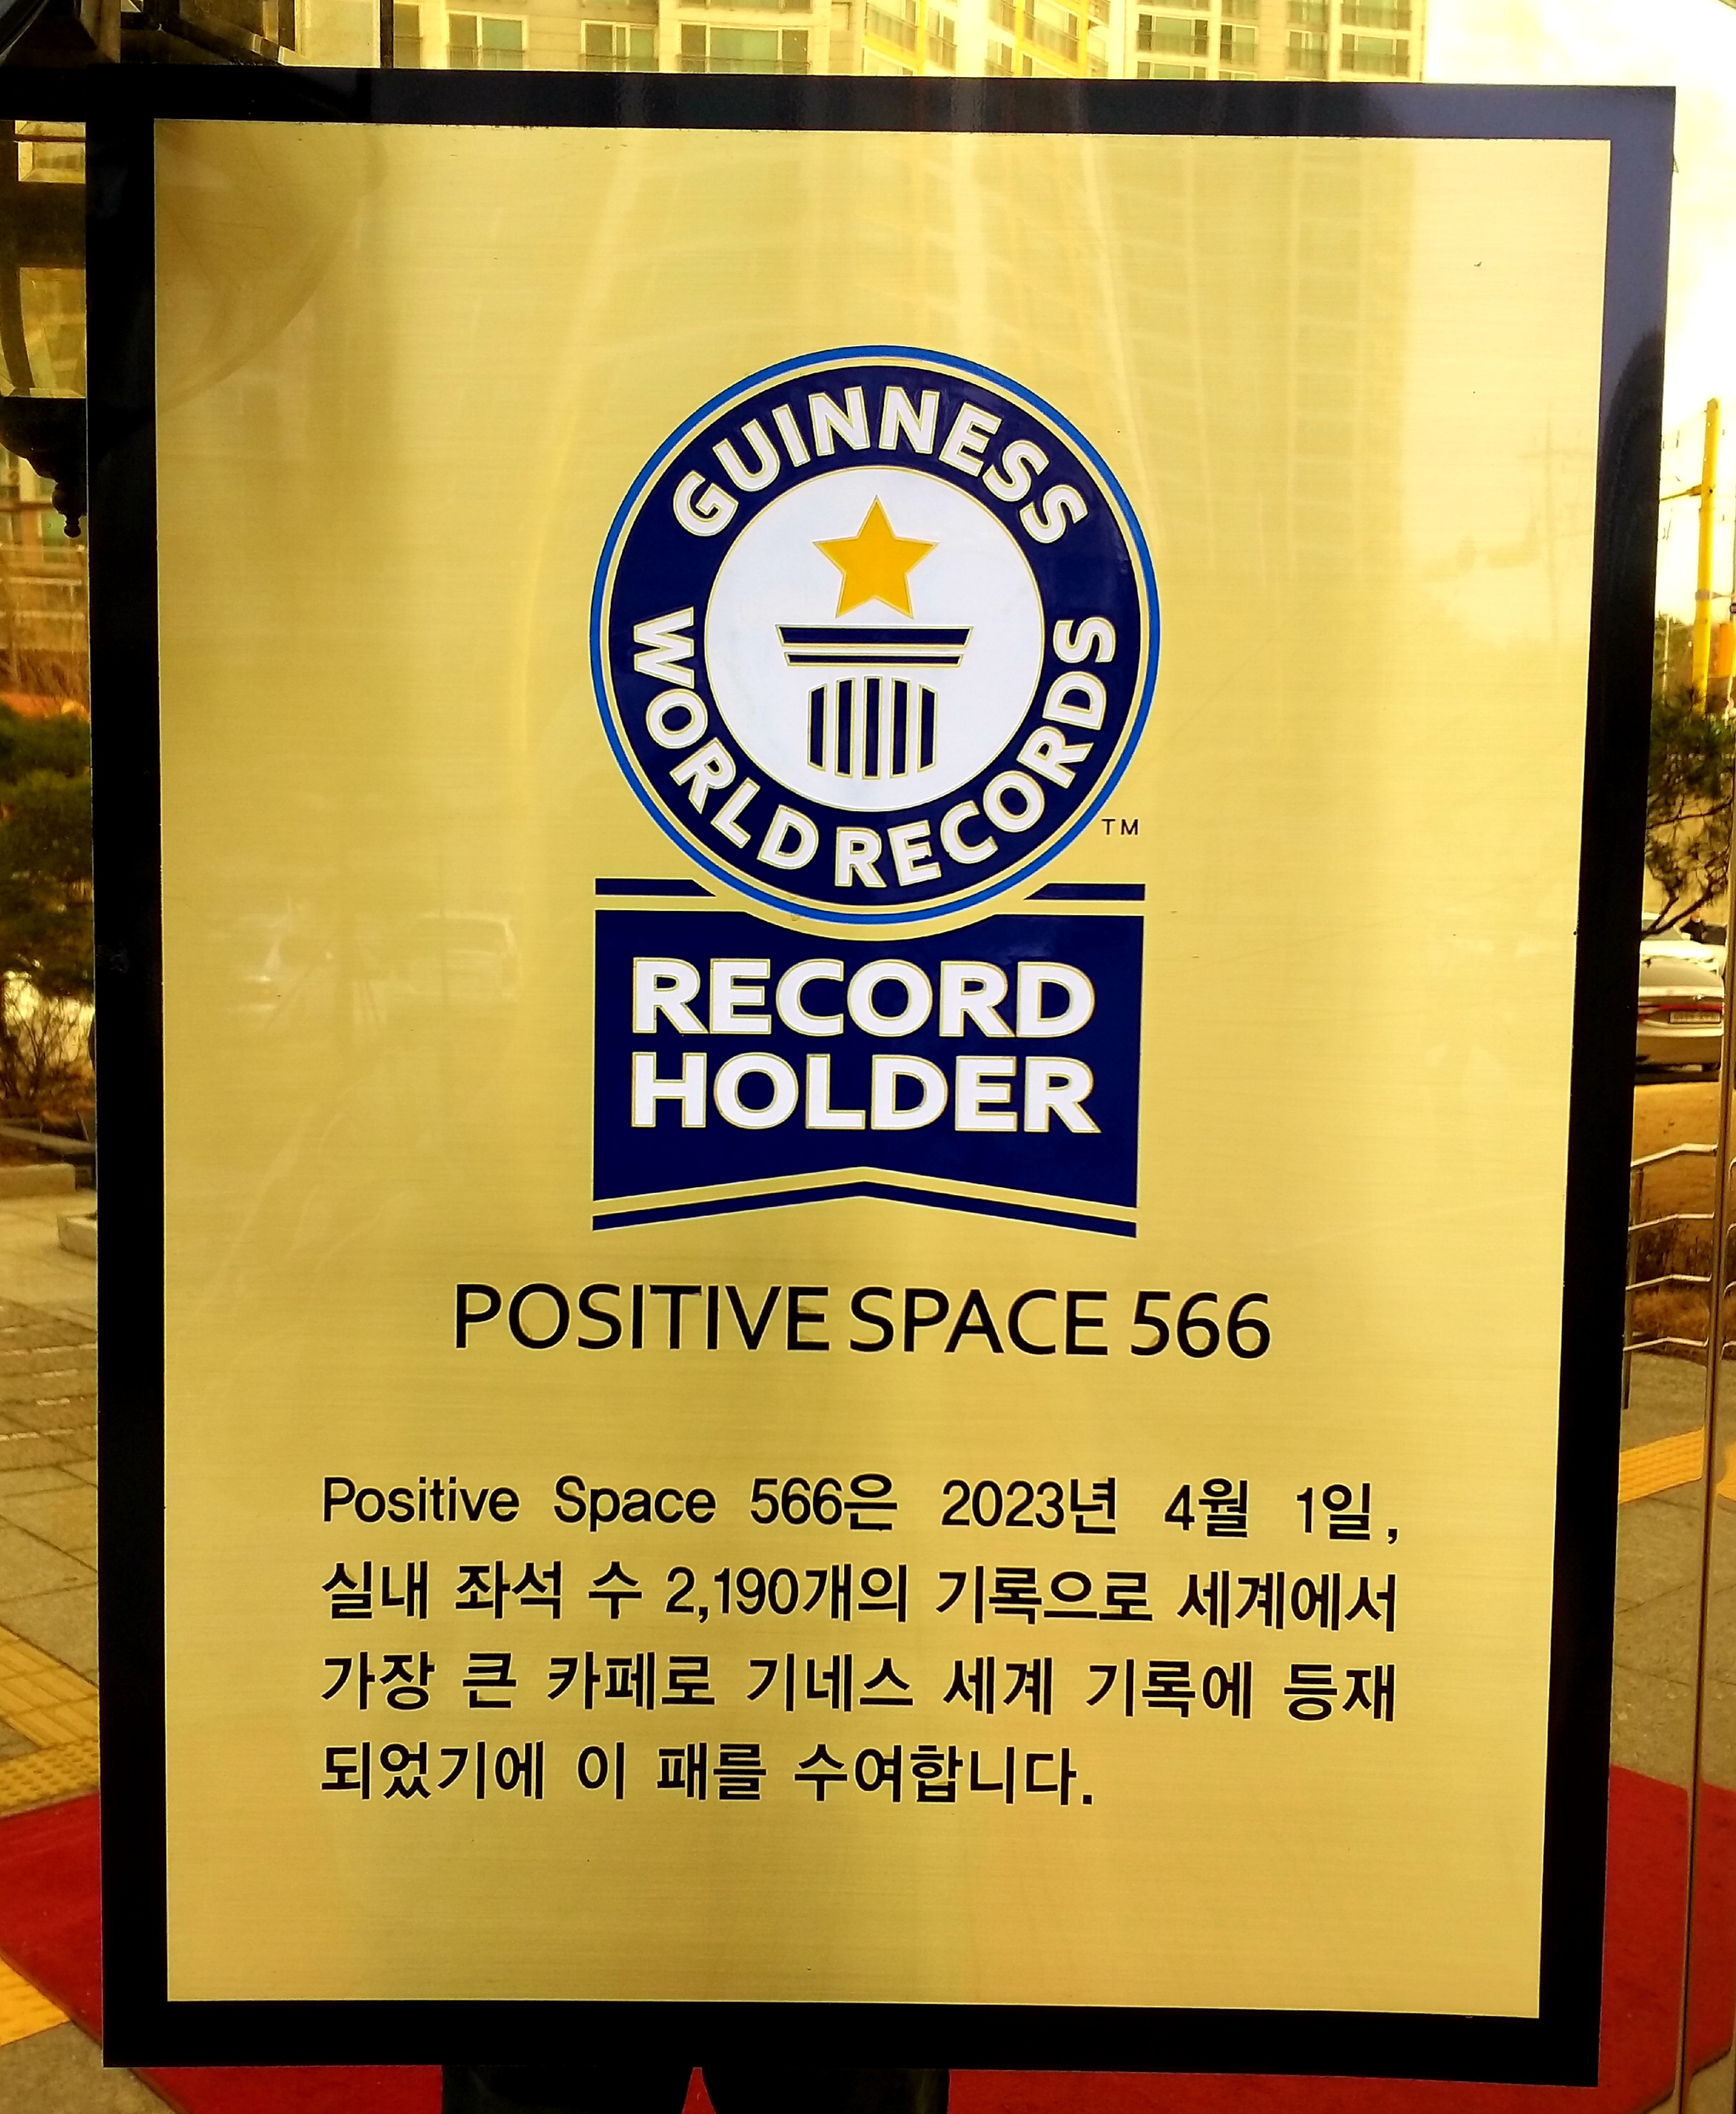 GUINNESS
WORLD RECORDS
TM
RECORD
HOLDER
POSITIVE SPACE 566
Positive Space 566은 2023년 4월 1일,
실내 좌석 수 2,190개의 기록으로 세계에서
가장 큰 카페로 기네스 세계 기록에 등재
되었기에 이 패를 수여합니다.